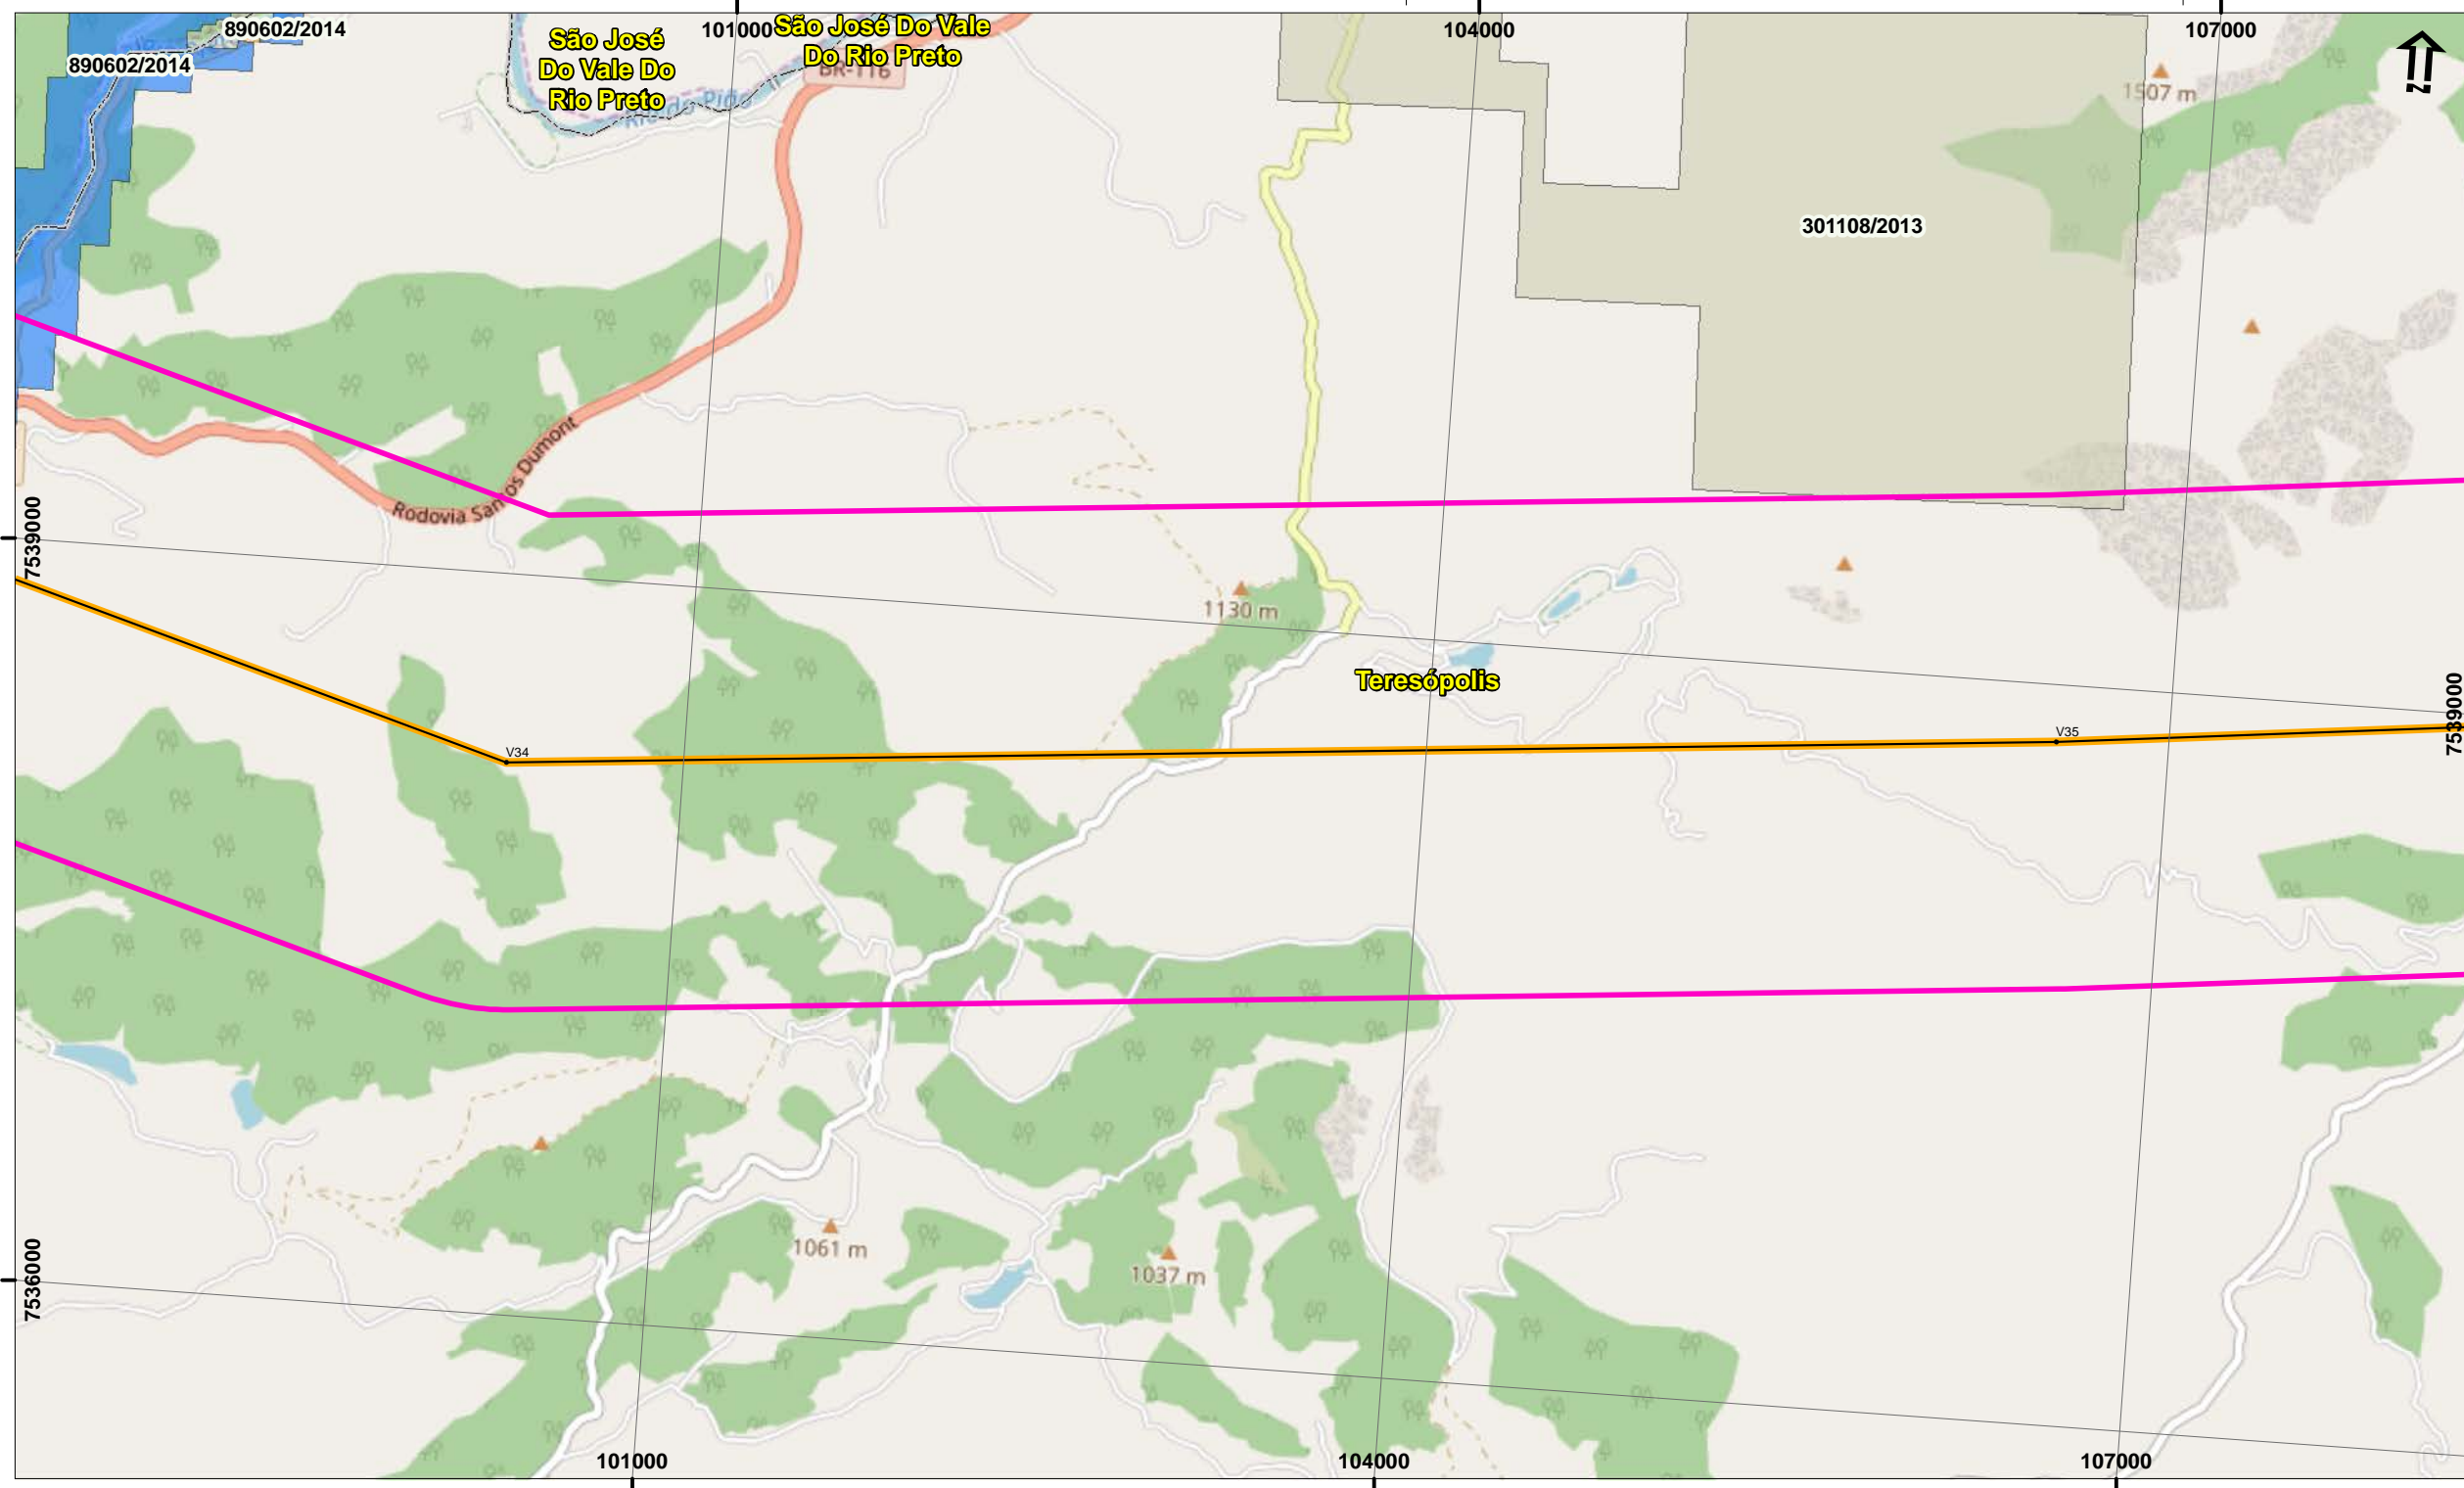 890602/2014
890602/2014
São José
Do Vale Do
Rio Preto
101000
São José Do Vale
Do Rio Preto
BR-116
104000
107000
1507 m
301108/2013
Rodovia Santos Dumont
7539000
1130 m
Teresópolis
7539000
V34
V35
1061 m
1037 m
7536000
101000
104000
107000